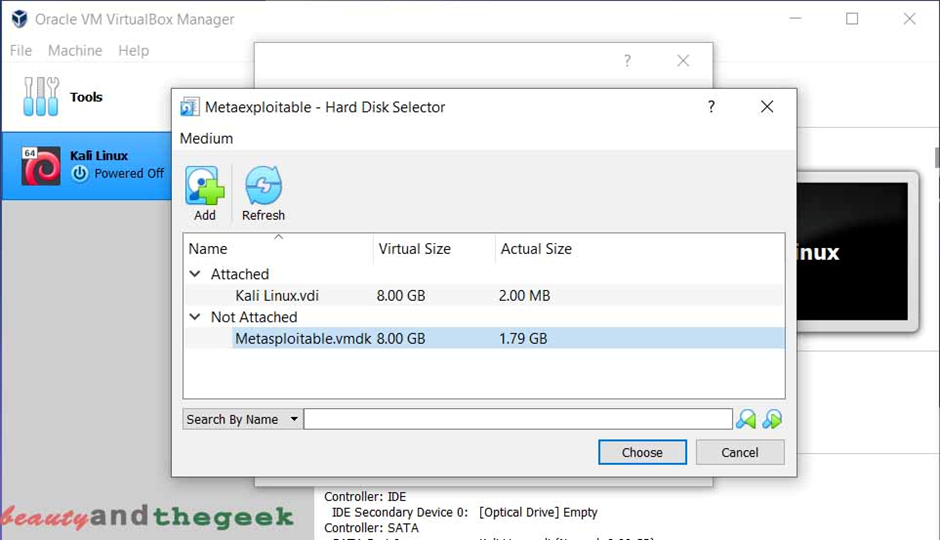 Oracle VM VirtualBox Manager
File Machine Help
?
Tools
Metaexploitable - Hard Disk Selector
?
Medium
64
Kali Linux
Powered Off
Add Refresh
inux
Name Virtual Size Actual Size
Attached
Kali Linux.vdi 8.00 GB 2.00 MB
Not Attached
Metasploitable.vmdk 8.00 GB 1.79 GB
Search By Name
Choose Cancel
Controller: IDE
IDE Secondary Device 0: [Optical Drive] Empty
Controller: SATA
beautyandthegeek